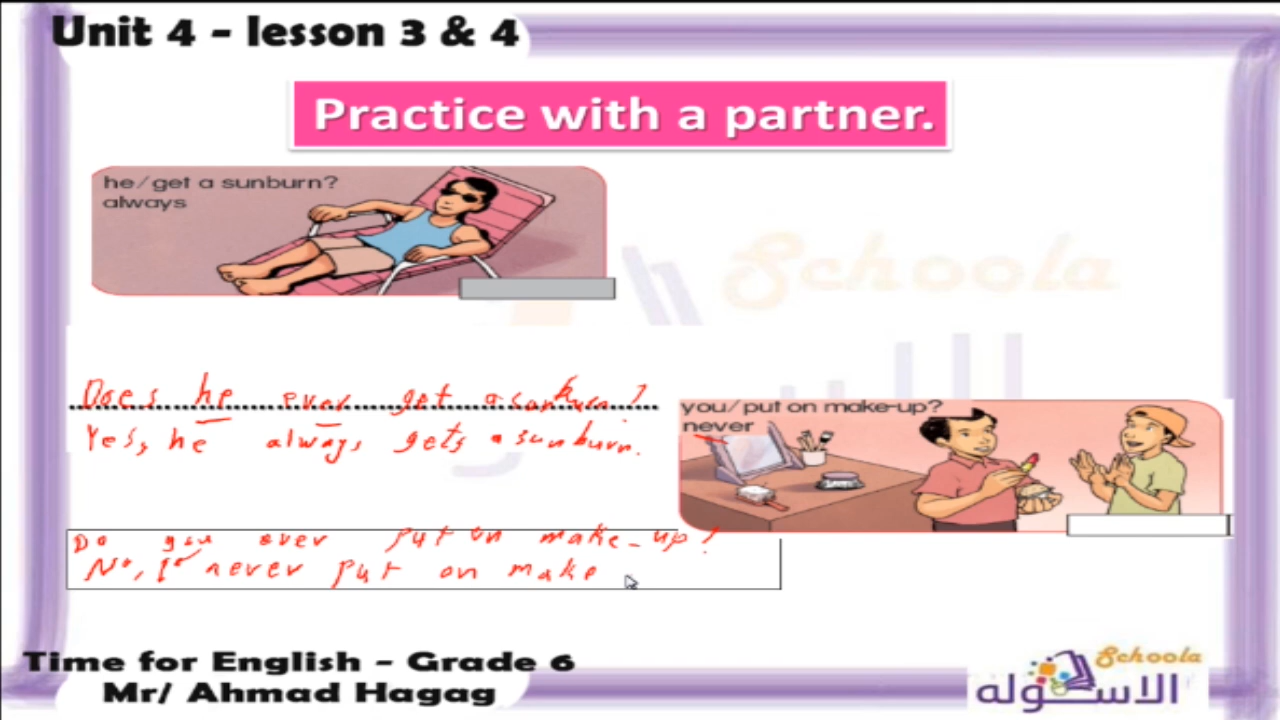 Unit 4 - lesson 3 & 4
Practice with a partner.
he/get a sunburn?
always
Schoola
Does he ever get a sunburn?
Yes, he always gets a sunburn.
you/put on make-up?
never
Do you ever put on make-up?
No, I never put on make
Time for English - Grade 6
Mr/ Ahmad Hagag
Schoola
الاسكوله